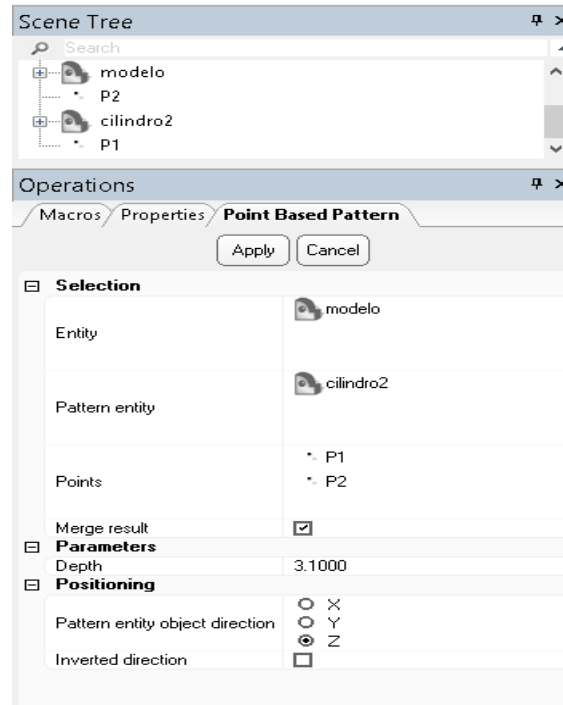 Scene Tree
Search
modelo
P2
cilindro2
P1
Operations
Macros Properties Point Based Pattern
Apply Cancel
Selection
Entity modelo
Pattern entity cilindro2
Points P1
P2
Merge result
Parameters
Depth 3.1000
Positioning
Pattern entity object direction X
Y
Z
Inverted direction